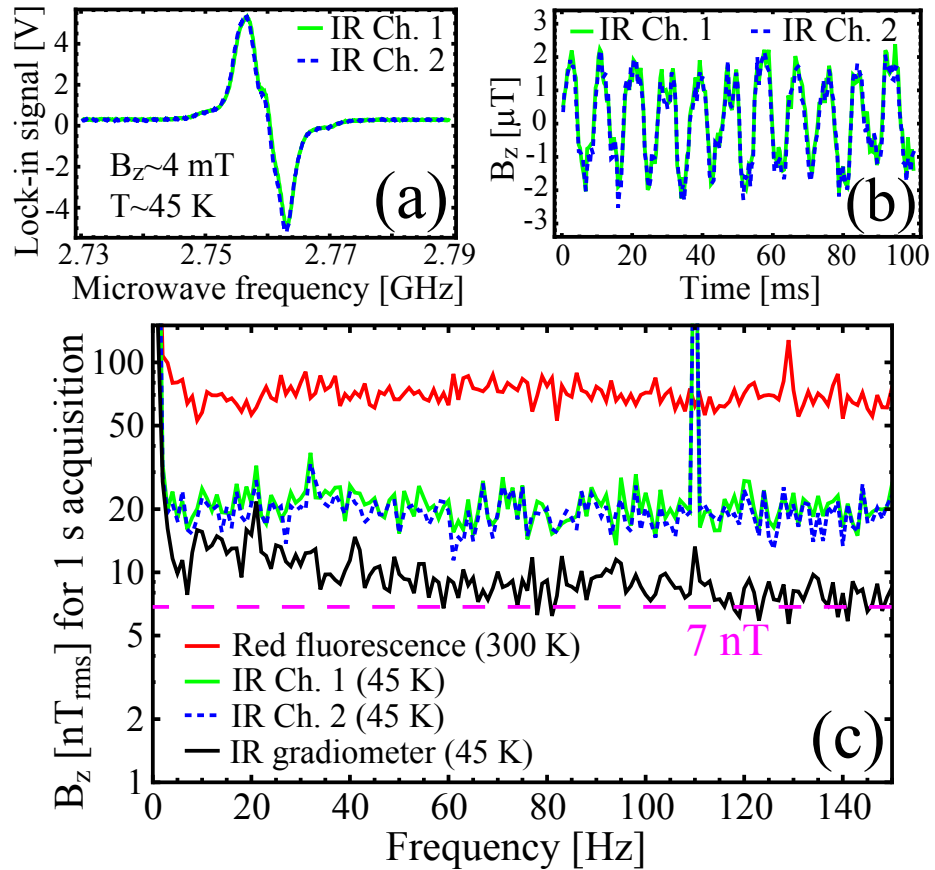 Lock-in signal [V]
4
2
0
-2
-4
IR Ch. 1
IR Ch. 2
B_z~4 mT
T~45 K
(a)
2.73 2.75 2.77 2.79
Microwave frequency [GHz]
B_z [μT]
3
2
1
0
-1
-2
-3
IR Ch. 1 IR Ch. 2
(b)
0 20 40 60 80 100
Time [ms]
B_z [nT_rms] for 1 s acquisition
100
50
20
10
5
2
1
7 nT
Red fluorescence (300 K)
IR Ch. 1 (45 K)
IR Ch. 2 (45 K)
IR gradiometer (45 K)
(c)
0 20 40 60 80 100 120 140
Frequency [Hz]